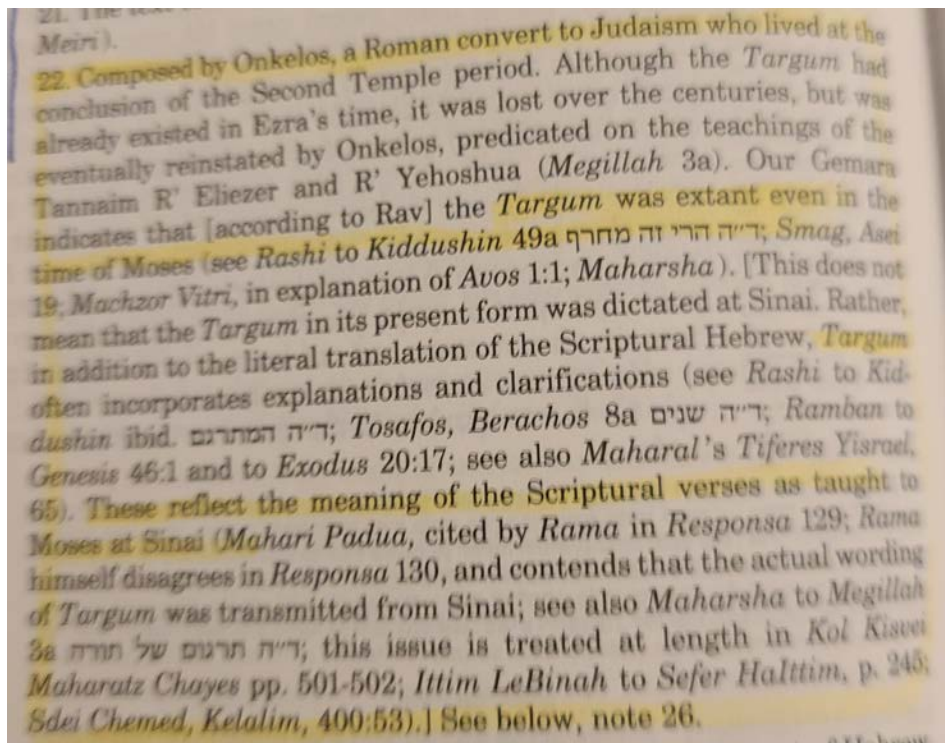 21. The text
Meiri).
22. Composed by Onkelos, a Roman convert to Judaism who lived at the
conclusion of the Second Temple period. Although the Targum had
already existed in Ezra's time, it was lost over the centuries, but was
eventually reinstated by Onkelos, predicated on the teachings of the
Tannaim R' Eliezer and R' Yehoshua (Megillah 3a). Our Gemara
indicates that [according to Rav] the Targum was extant even in the
time of Moses (see Rashi to Kiddushin 49a ד״ה הרי זה מחרף; Smag, Asei
19; Machzor Vitri, in explanation of Avos 1:1; Maharsha). [This does not
mean that the Targum in its present form was dictated at Sinai. Rather,
in addition to the literal translation of the Scriptural Hebrew, Targum
often incorporates explanations and clarifications (see Rashi to Kid-
dushin ibid. ד״ה המתרגם; Tosafos, Berachos 8a ד״ה שנים; Ramban to
Genesis 46:1 and to Exodus 20:17; see also Maharal's Tiferes Yisrael,
65). These reflect the meaning of the Scriptural verses as taught to
Moses at Sinai (Mahari Padua, cited by Rama in Responsa 129; Rama
himself disagrees in Responsa 130, and contends that the actual wording
of Targum was transmitted from Sinai; see also Maharsha to Megillah
3a ד״ה תרגום של תורה; this issue is treated at length in Kol Kisvei
Maharatz Chayes pp. 501-502; Ittim LeBinah to Sefer HaIttim, p. 245;
Sdei Chemed, Kelalim, 400:53).] See below, note 26.